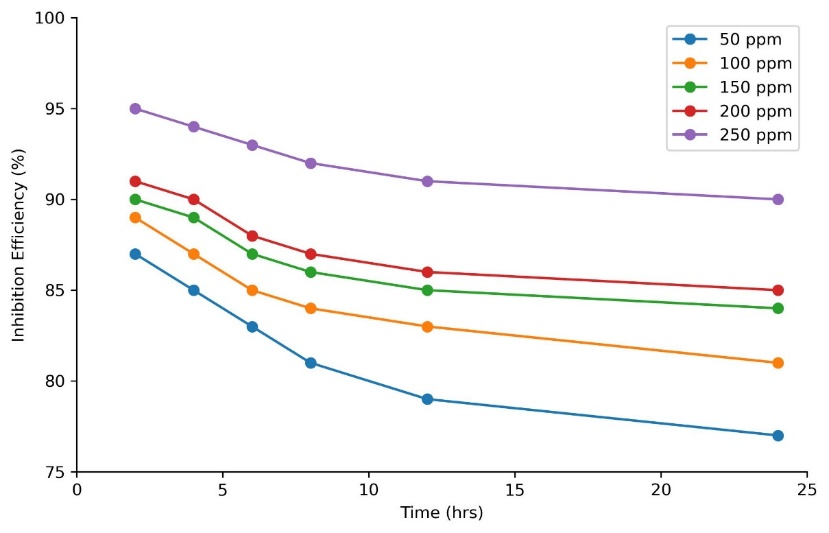 100
95
90
85
80
75
Inhibition Efficiency (%)
50 ppm
100 ppm
150 ppm
200 ppm
250 ppm
0 5 10 15 20 25
Time (hrs)